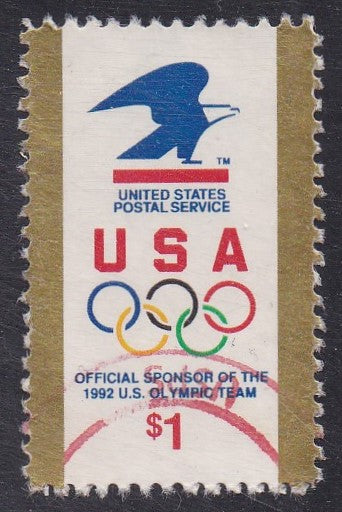 TM
UNITED STATES
POSTAL SERVICE
USA
OFFICIAL SPONSOR OF THE
1992 U.S. OLYMPIC TEAM
$1